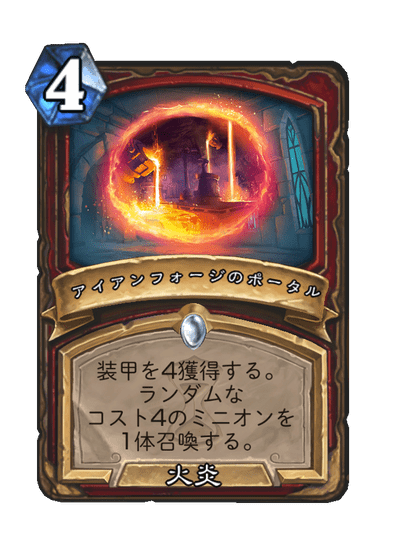 4
アイアンフォージのポータル
装甲を4獲得する。
ランダムな
コスト4のミニオンを
1体召喚する。
火炎